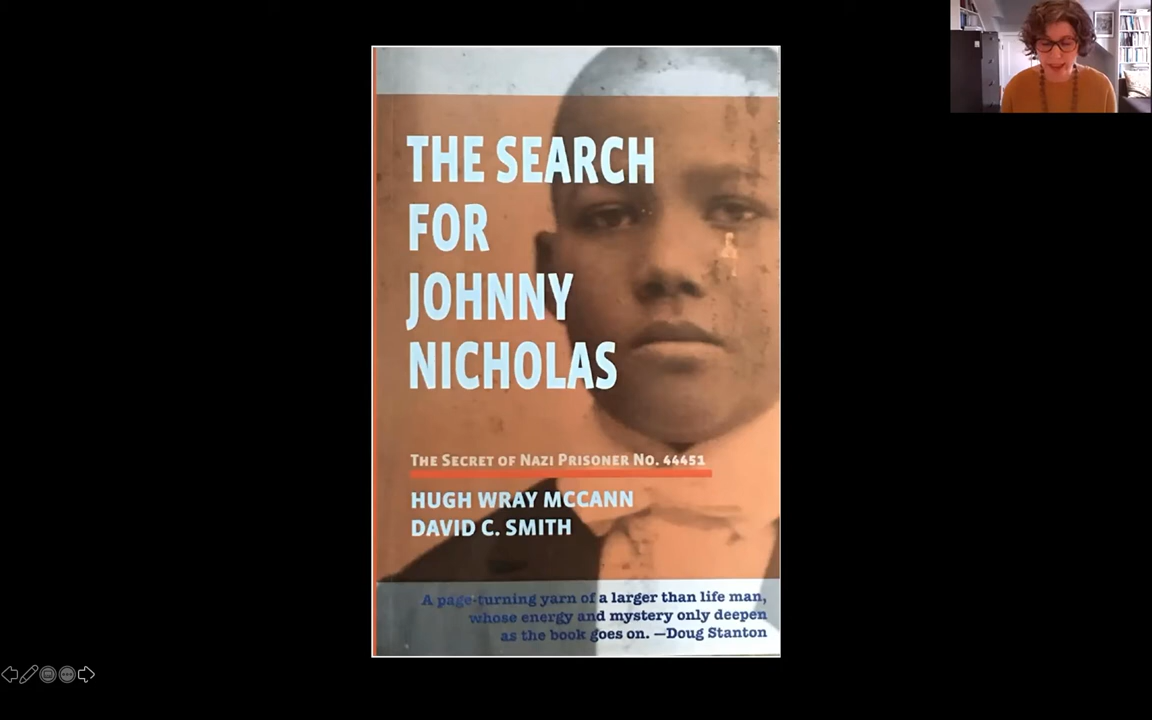 THE SEARCH
FOR
JOHNNY
NICHOLAS
THE SECRET OF NAZI PRISONER NO. 44451
HUGH WRAY MCCANN
DAVID C. SMITH
A page-turning yarn of a larger than life man,
whose energy and mystery only deepen
as the book goes on. —Doug Stanton